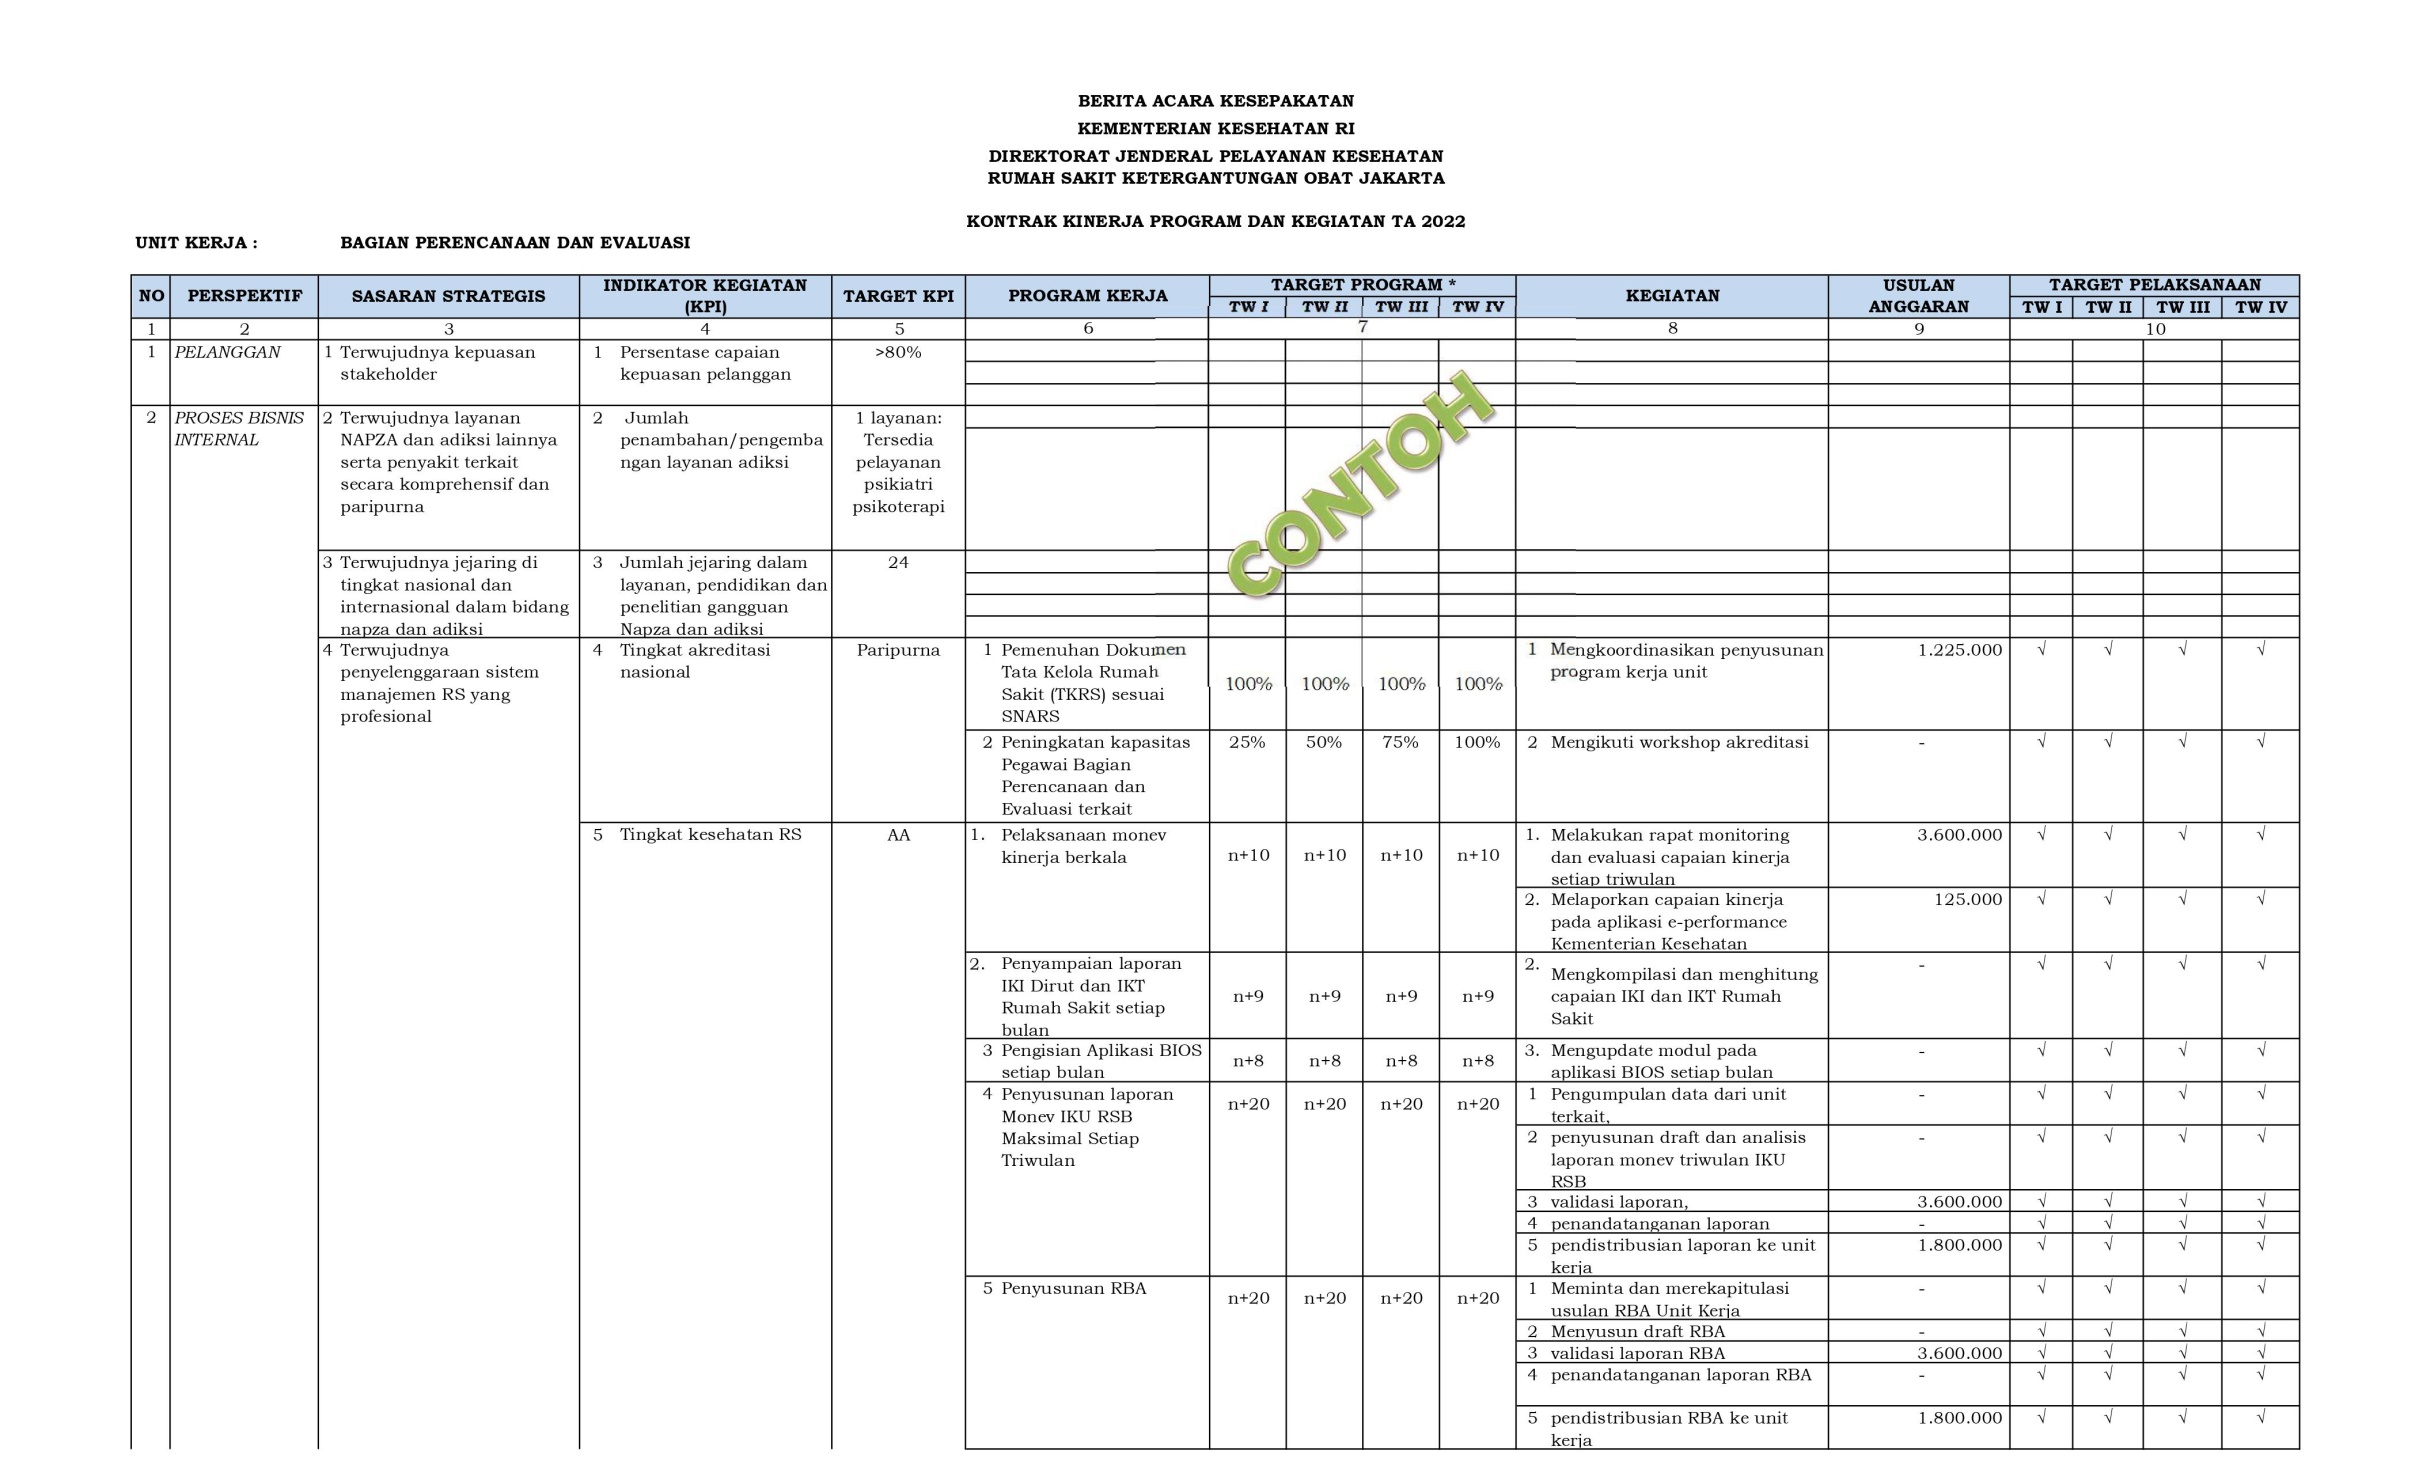 BERITA ACARA KESEPAKATAN
KEMENTERIAN KESEHATAN RI
DIREKTORAT JENDERAL PELAYANAN KESEHATAN
RUMAH SAKIT KETERGANTUNGAN OBAT JAKARTA
KONTRAK KINERJA PROGRAM DAN KEGIATAN TA 2022
UNIT KERJA : BAGIAN PERENCANAAN DAN EVALUASI
NO PERSPEKTIF SASARAN STRATEGIS INDIKATOR KEGIATAN (KPI) TARGET KPI PROGRAM KERJA TARGET PROGRAM * KEGIATAN USULAN ANGGARAN TARGET PELAKSANAAN
TW I TW II TW III TW IV TW I TW II TW III TW IV
1 2 3 4 5 6 7 8 9 10
1 PELANGGAN 1 Terwujudnya kepuasan 1 Persentase capaian >80%
stakeholder kepuasan pelanggan
CONTOH
2 PROSES BISNIS 2 Terwujudnya layanan 2 Jumlah 1 layanan:
INTERNAL NAPZA dan adiksi lainnya penambahan/pengemba Tersedia
serta penyakit terkait ngan layanan adiksi pelayanan
secara komprehensif dan psikiatri
paripurna psikoterapi
3 Terwujudnya jejaring di 3 Jumlah jejaring dalam 24
tingkat nasional dan layanan, pendidikan dan
internasional dalam bidang penelitian gangguan
napza dan adiksi Napza dan adiksi
4 Terwujudnya 4 Tingkat akreditasi Paripurna 1 Pemenuhan Dokumen 1 Mengkoordinasikan penyusunan 1.225.000 √ √ √ √
penyelenggaraan sistem nasional Tata Kelola Rumah 100% 100% 100% 100% program kerja unit
manajemen RS yang Sakit (TKRS) sesuai
profesional SNARS
2 Peningkatan kapasitas 25% 50% 75% 100% 2 Mengikuti workshop akreditasi - √ √ √ √
Pegawai Bagian
Perencanaan dan
Evaluasi terkait
5 Tingkat kesehatan RS AA 1. Pelaksanaan monev 1. Melakukan rapat monitoring 3.600.000 √ √ √ √
kinerja berkala n+10 n+10 n+10 n+10 dan evaluasi capaian kinerja
setiap triwulan
2. Melaporkan capaian kinerja 125.000 √ √ √ √
pada aplikasi e-performance
Kementerian Kesehatan
2. Penyampaian laporan 2. - √ √ √ √
IKI Dirut dan IKT Mengkompilasi dan menghitung
Rumah Sakit setiap n+9 n+9 n+9 n+9 capaian IKI dan IKT Rumah
bulan Sakit
3 Pengisian Aplikasi BIOS n+8 n+8 n+8 n+8 3. Mengupdate modul pada - √ √ √ √
setiap bulan aplikasi BIOS setiap bulan
4 Penyusunan laporan n+20 n+20 n+20 n+20 1 Pengumpulan data dari unit - √ √ √ √
Monev IKU RSB terkait,
Maksimal Setiap 2 penyusunan draft dan analisis - √ √ √ √
Triwulan laporan monev triwulan IKU
RSB
3 validasi laporan, 3.600.000 √ √ √ √
4 penandatanganan laporan - √ √ √ √
5 pendistribusian laporan ke unit 1.800.000 √ √ √ √
kerja
5 Penyusunan RBA n+20 n+20 n+20 n+20 1 Meminta dan merekapitulasi - √ √ √ √
usulan RBA Unit Kerja
2 Menyusun draft RBA - √ √ √ √
3 validasi laporan RBA 3.600.000 √ √ √ √
4 penandatanganan laporan RBA - √ √ √ √
5 pendistribusian RBA ke unit 1.800.000 √ √ √ √
kerja